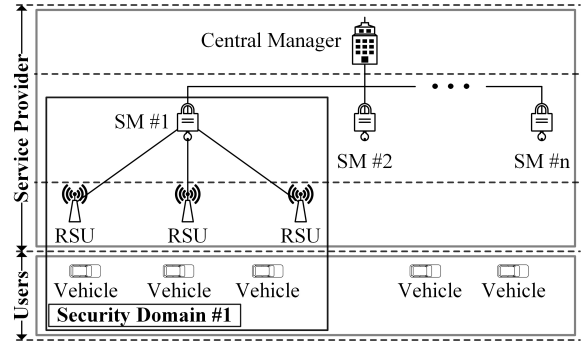 Service Provider
Central Manager
SM #1
SM #2
SM #n
RSU
RSU
RSU
Users
Vehicle
Vehicle
Vehicle
Vehicle
Vehicle
Security Domain #1